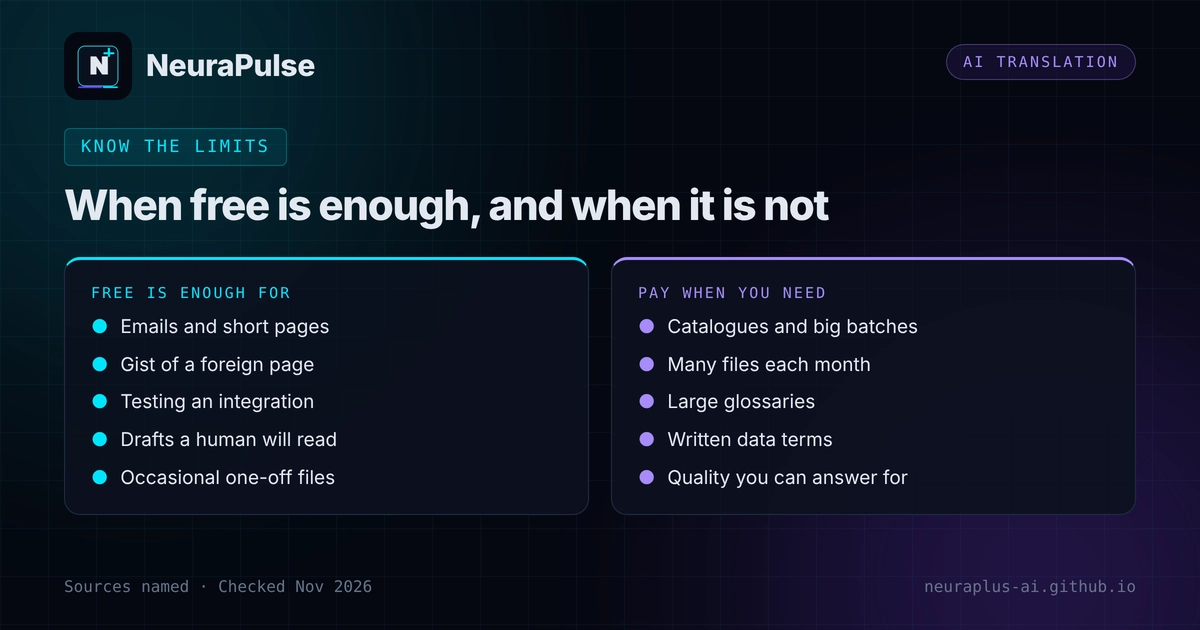 N
NeuraPulse
AI TRANSLATION
KNOW THE LIMITS
When free is enough, and when it is not
FREE IS ENOUGH FOR
Emails and short pages
Gist of a foreign page
Testing an integration
Drafts a human will read
Occasional one-off files
PAY WHEN YOU NEED
Catalogues and big batches
Many files each month
Large glossaries
Written data terms
Quality you can answer for
Sources named · Checked Nov 2026
neuraplus-ai.github.io